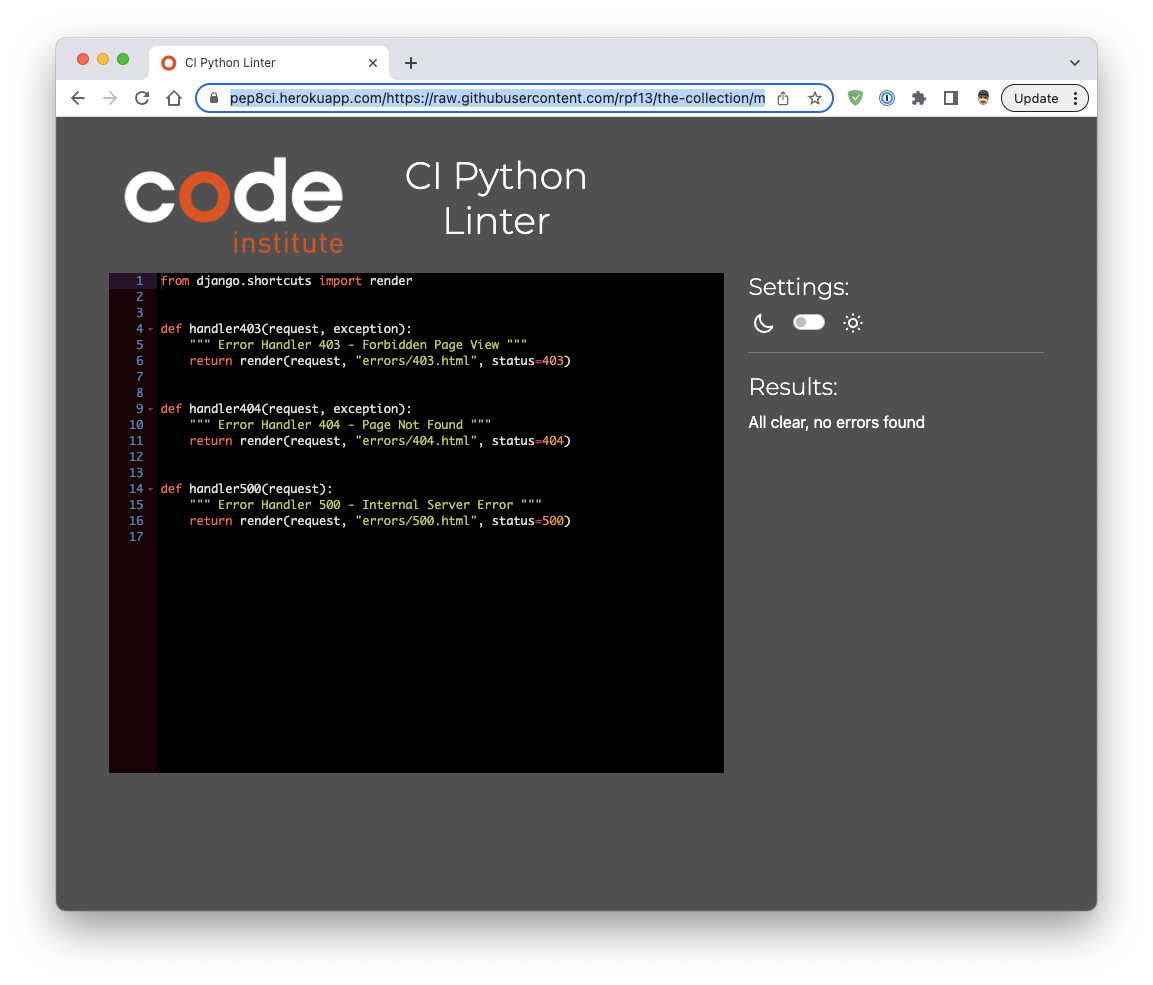 CI Python Linter
pep8ci.herokuapp.com/https://raw.githubusercontent.com/rpf13/the-collection/m
Update
code
institute
CI Python
Linter
1 from django.shortcuts import render
2
3
4 def handler403(request, exception):
5     """ Error Handler 403 - Forbidden Page View """
6     return render(request, "errors/403.html", status=403)
7
8
9 def handler404(request, exception):
10     """ Error Handler 404 - Page Not Found """
11     return render(request, "errors/404.html", status=404)
12
13
14 def handler500(request):
15     """ Error Handler 500 - Internal Server Error """
16     return render(request, "errors/500.html", status=500)
17
Settings:
Results:
All clear, no errors found